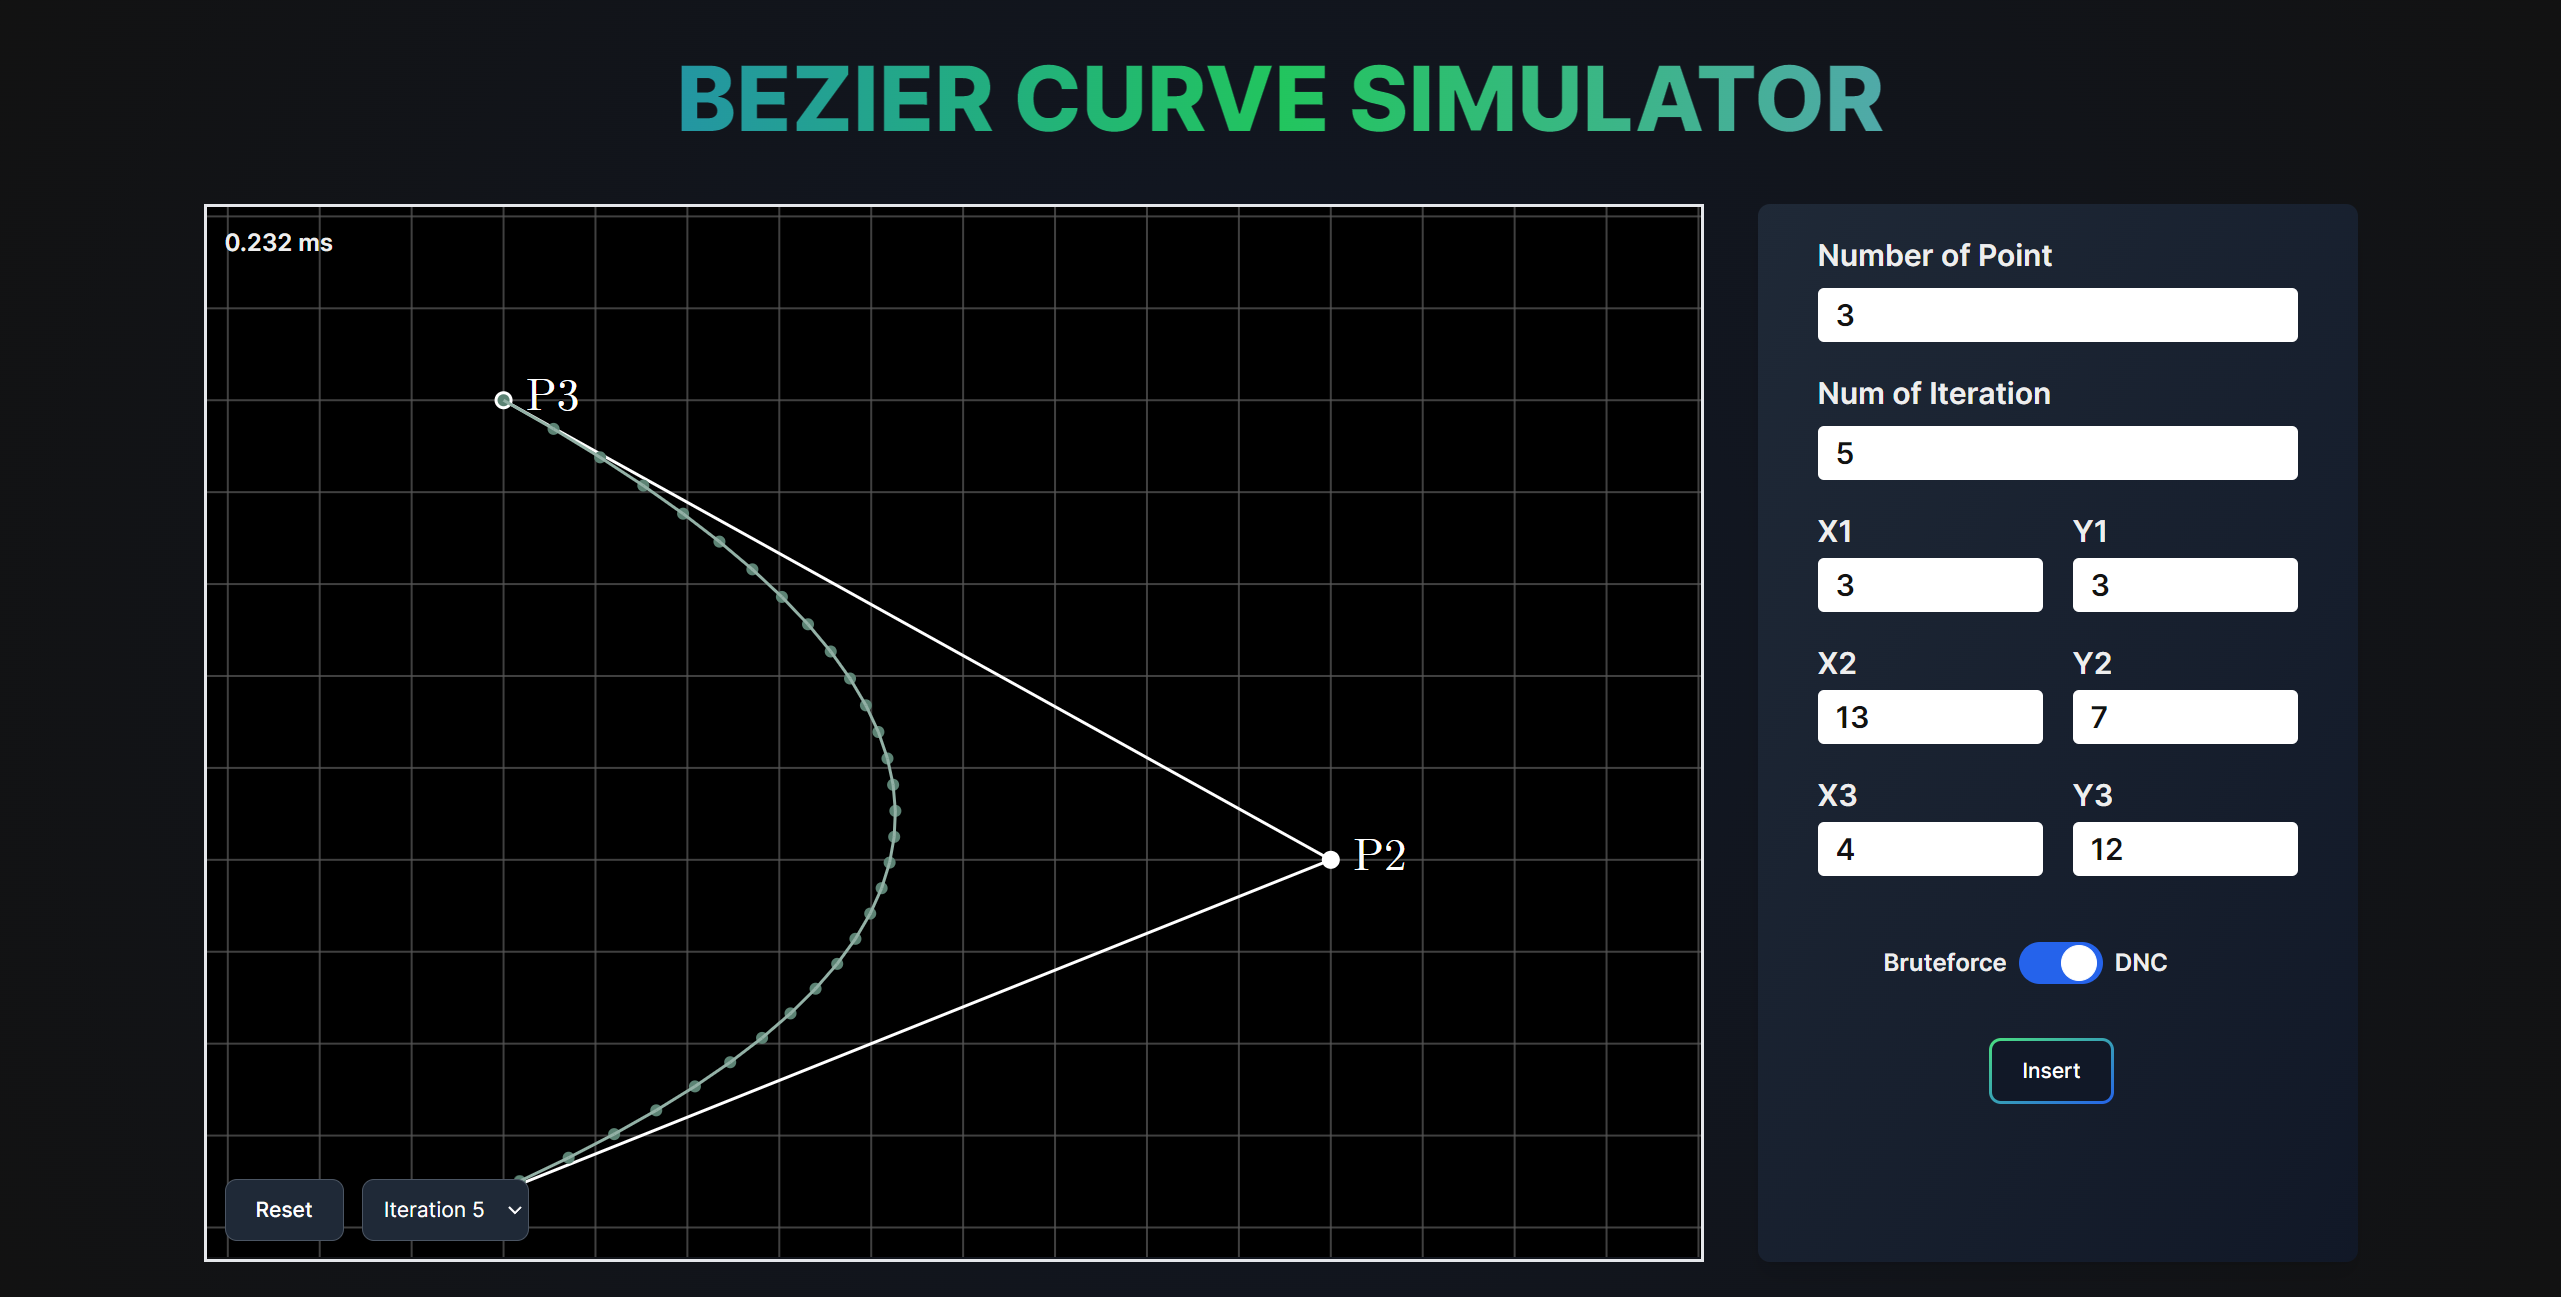 BEZIER CURVE SIMULATOR
0.232 ms
P3
P2
Reset
Iteration 5
Number of Point
3
Num of Iteration
5
X1 Y1
3 3
X2 Y2
13 7
X3 Y3
4 12
Bruteforce DNC
Insert